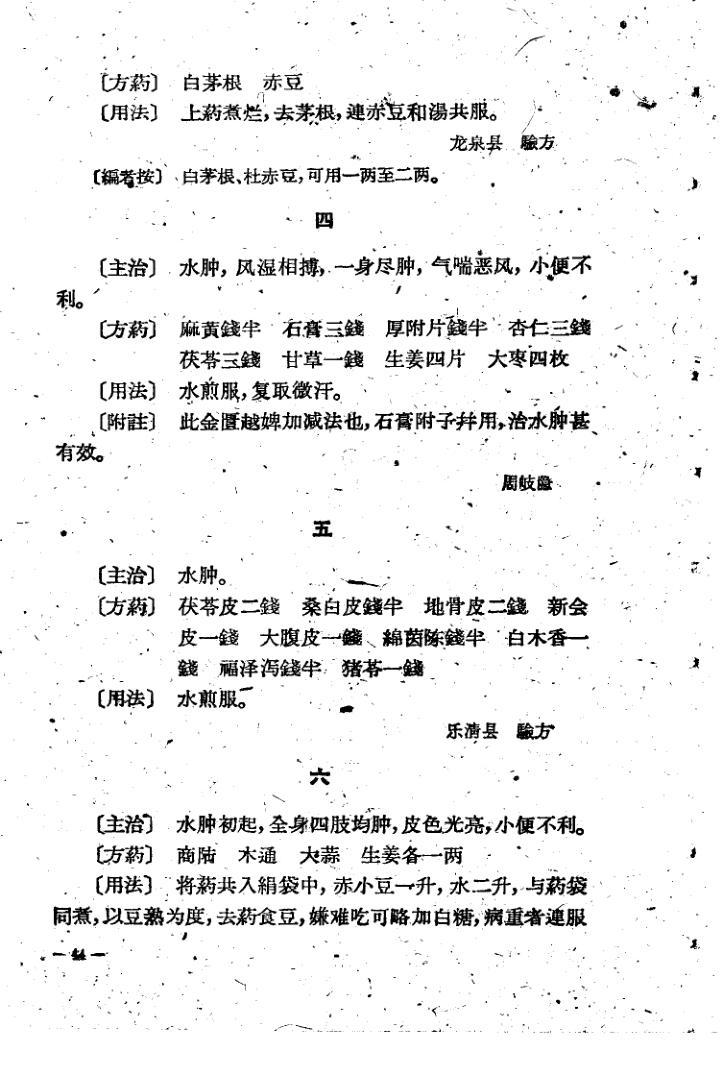 〔方葯〕 白茅根 赤豆
〔用法〕 上葯煮烂,去茅根,連赤豆和湯共服。
龙泉县 驗方
〔編者按〕 白茅根、杜赤豆,可用一两至二两。
四
〔主治〕 水肿,风湿相搏,一身尽肿,气喘恶风,小便不
利。
〔方葯〕 麻黃錢半 石膏三錢 厚附片錢半 杏仁三錢
茯苓三錢 甘草一錢 生姜四片 大枣四枚
〔用法〕 水煎服,复取微汗。
〔附註〕 此金匱越婢加减法也,石膏附子幷用,治水肿甚
有效。
周岐隐
五
〔主治〕 水肿。
〔方葯〕 茯苓皮二錢 桑白皮錢半 地骨皮二錢 新会
皮一錢 大腹皮一錢 綿茵陈錢半 白木香一
錢 福泽泻錢半 猪苓一錢
〔用法〕 水煎服。
乐清县 驗方
六
〔主治〕 水肿初起,全身四肢均肿,皮色光亮,小便不利。
〔方葯〕 商陆 木通 大蒜 生姜各一两
〔用法〕 将葯共入絹袋中,赤小豆一升,水二升,与葯袋
同煮,以豆熟为度,去葯食豆,嫌难吃可略加白糖,病重者連服